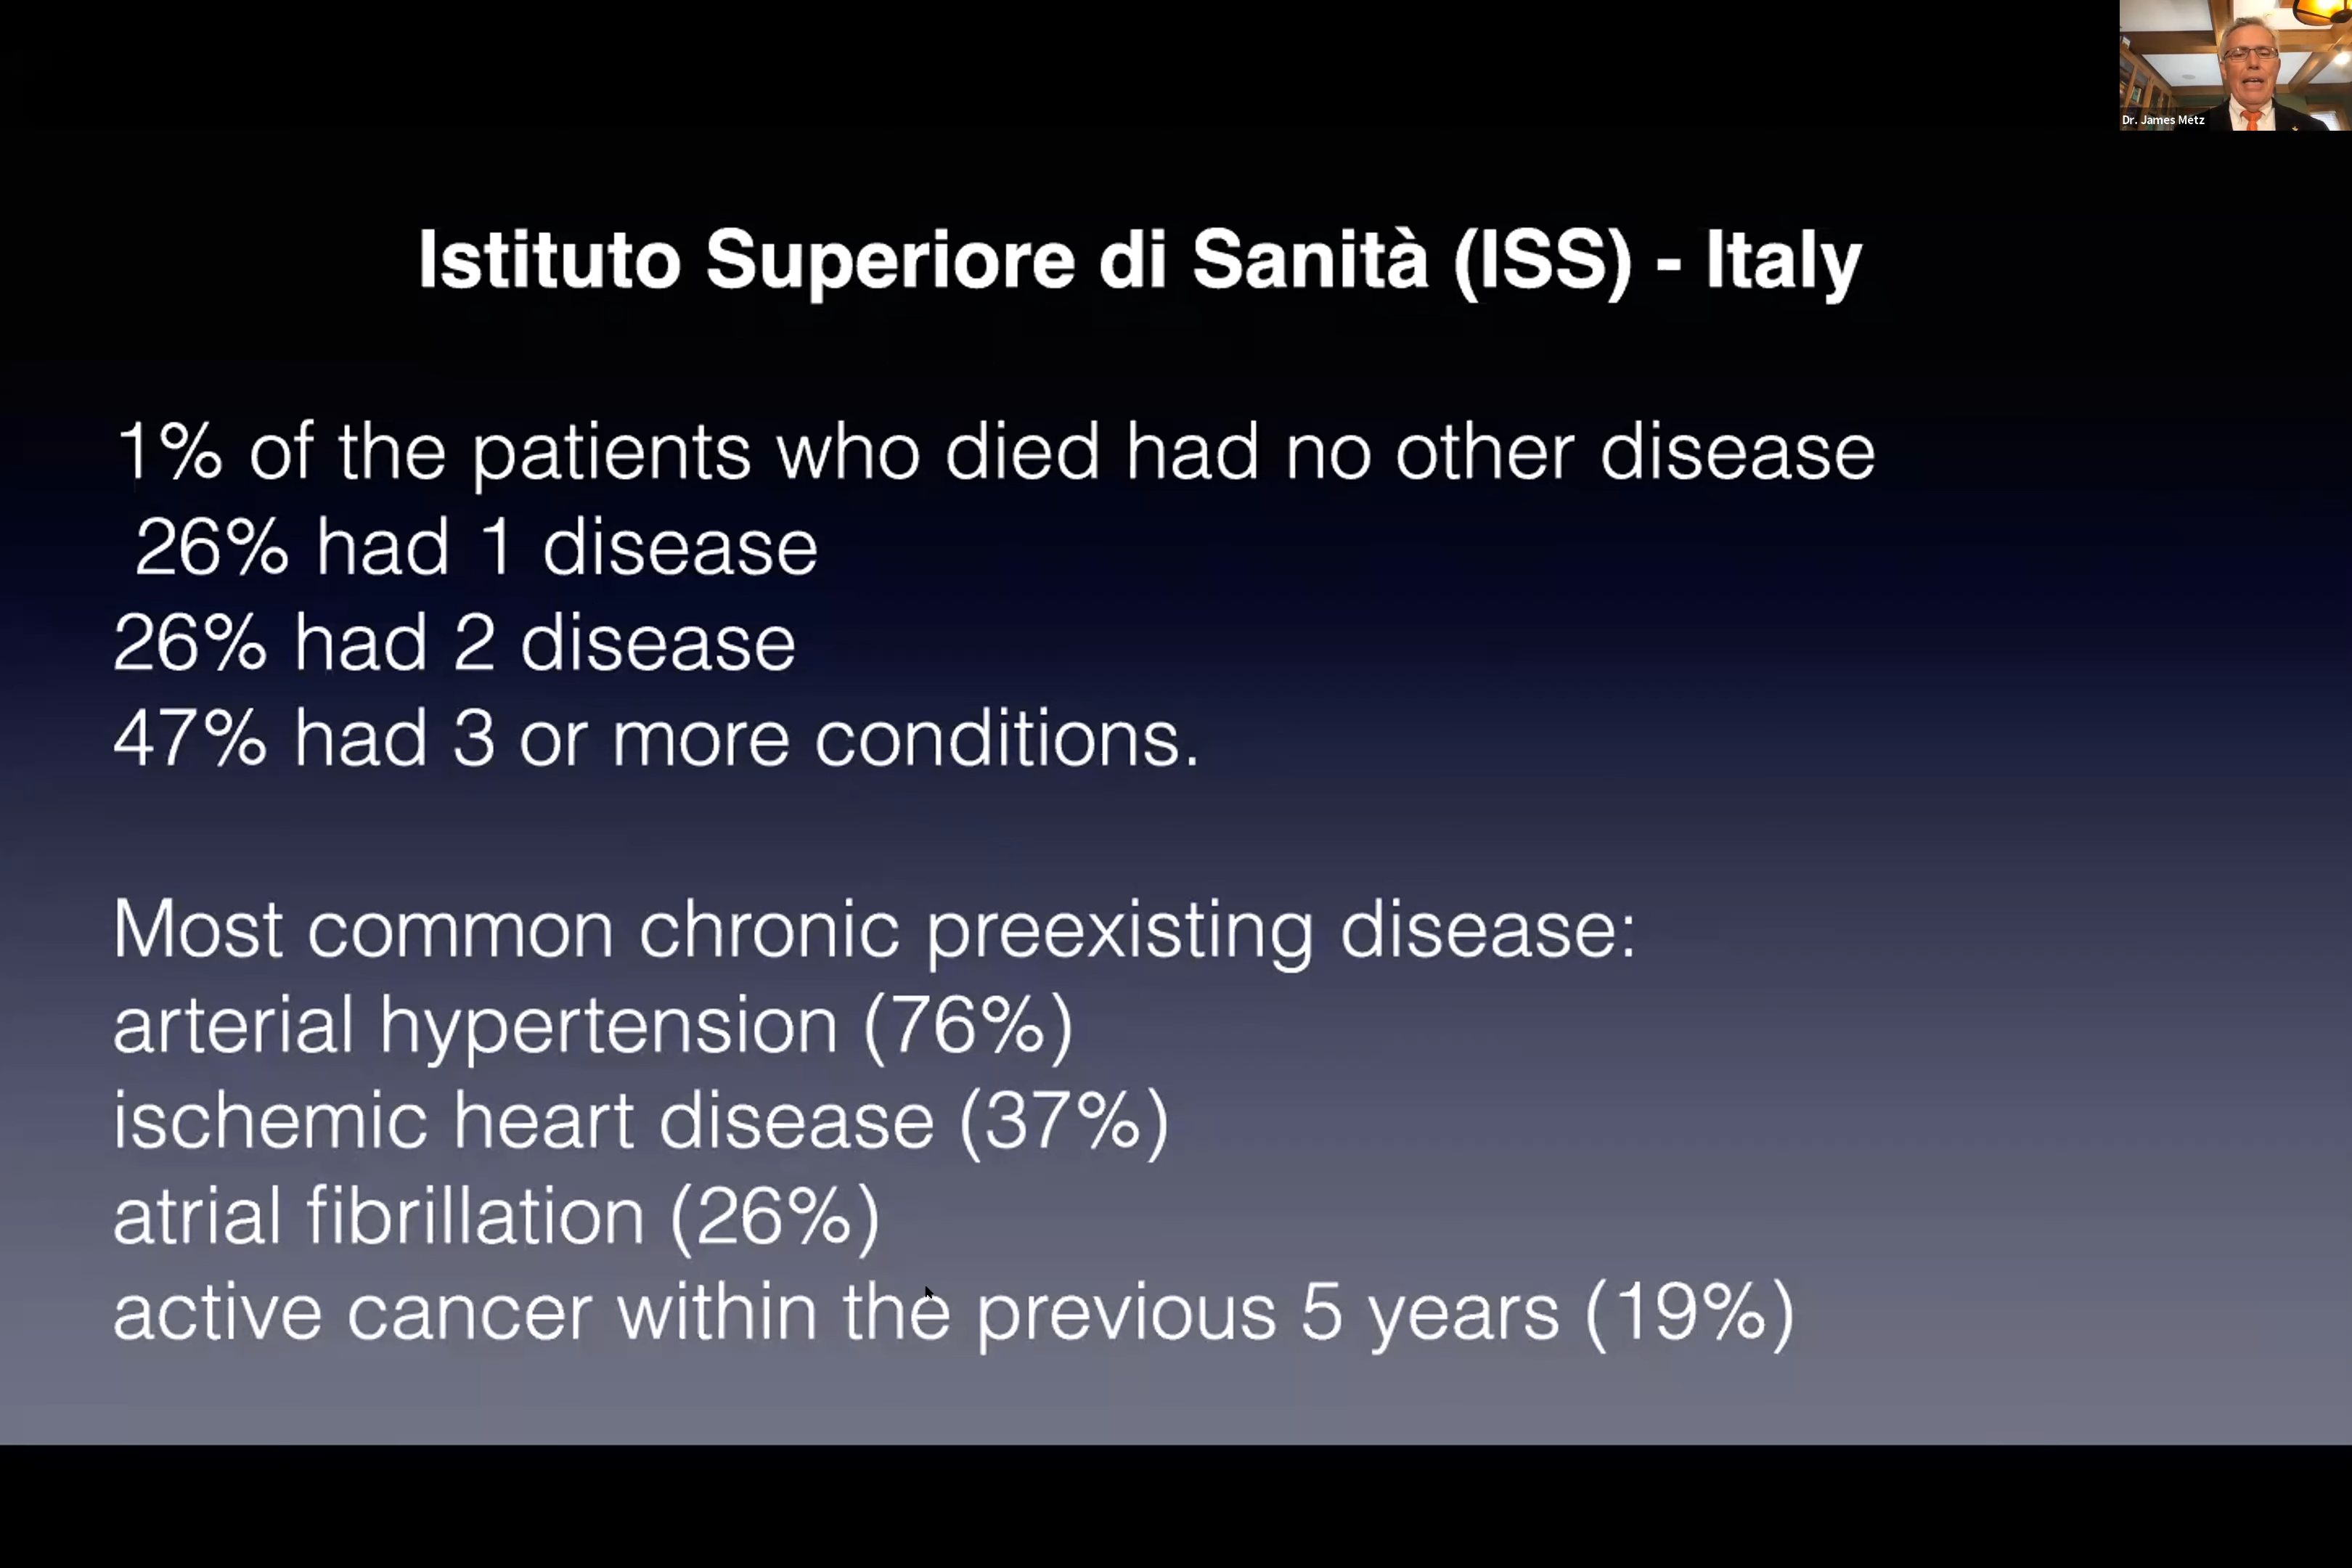 Dr. James Metz
Istituto Superiore di Sanità (ISS) - Italy
1% of the patients who died had no other disease
26% had 1 disease
26% had 2 disease
47% had 3 or more conditions.
Most common chronic preexisting disease:
arterial hypertension (76%)
ischemic heart disease (37%)
atrial fibrillation (26%)
active cancer within the previous 5 years (19%)